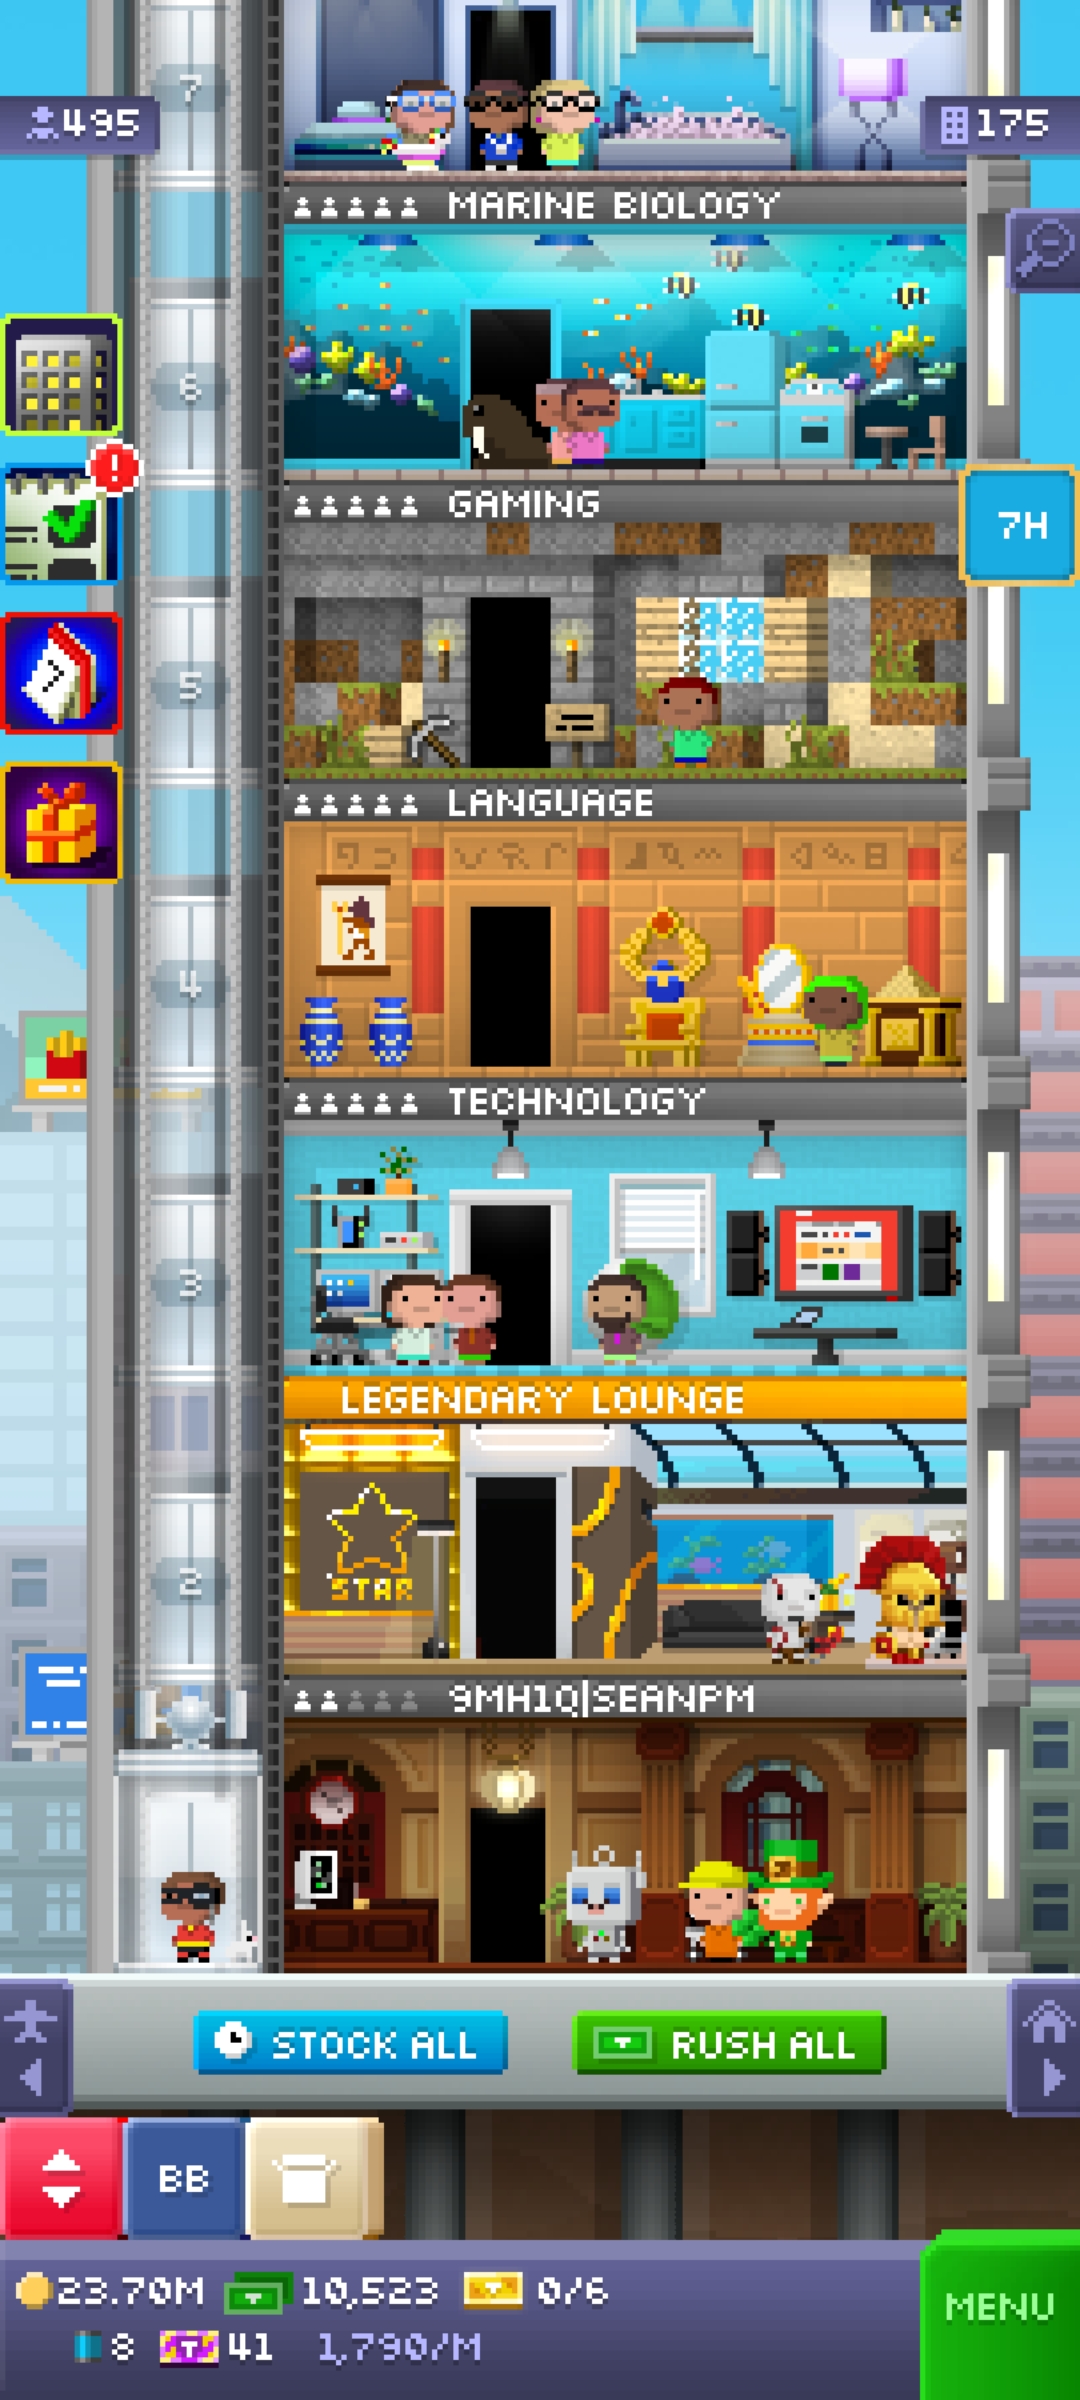 7
495
175
MARINE BIOLOGY
6
GAMING
7H
5
LANGUAGE
4
TECHNOLOGY
3
LEGENDARY LOUNGE
STAR
2
9MH1Q|SEANPM
STOCK ALL
RUSH ALL
BB
23.70M 10,523 0/6
8 41 1,790/M
MENU